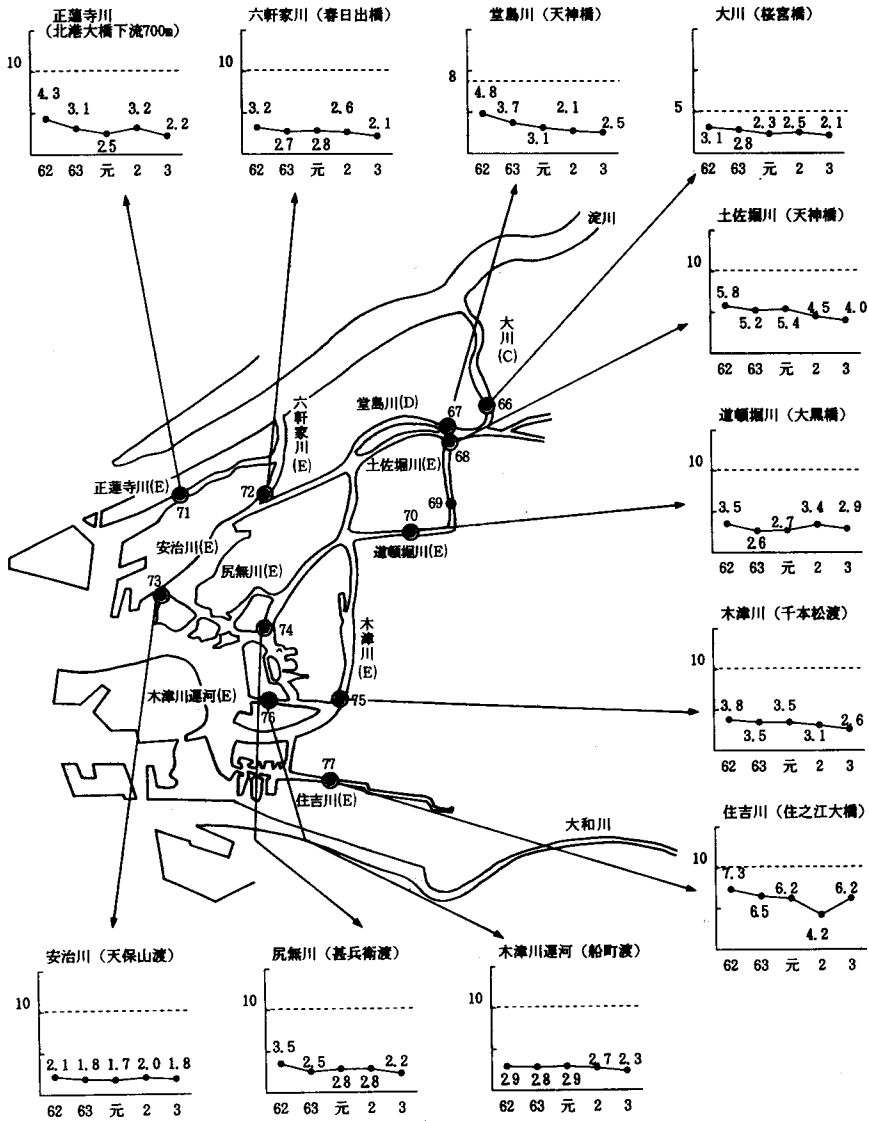 正蓮寺川
(北港大橋下流700m)
10
4.3
3.1
2.5
3.2
2.2
62 63 元 2 3
六軒家川(春日出橋)
10
3.2
2.7
2.8
2.6
2.1
62 63 元 2 3
堂島川(天神橋)
8
4.8
3.7
3.1
2.1
2.5
62 63 元 2 3
大川(桜宮橋)
5
3.1
2.8
2.3
2.5
2.1
62 63 元 2 3
土佐堀川(天神橋)
10
5.8
5.2
5.4
4.5
4.0
62 63 元 2 3
道頓堀川(大黒橋)
10
3.5
2.6
2.7
3.4
2.9
62 63 元 2 3
木津川(千本松渡)
10
3.8
3.5
3.5
3.1
2.6
62 63 元 2 3
住吉川(住之江大橋)
10
7.3
6.5
6.2
4.2
6.2
62 63 元 2 3
淀川
大川(C)
66
堂島川(D)
67
六軒家川(E)
土佐堀川(E)
68
正蓮寺川(E)
71
72
69
70
安治川(E)
道頓堀川(E)
尻無川(E)
73
74
木津川(E)
木津川運河(E)
76
75
77
住吉川(E)
大和川
安治川(天保山渡)
10
2.1
1.8
1.7
2.0
1.8
62 63 元 2 3
尻無川(甚兵衛渡)
10
3.5
2.5
2.8
2.8
2.2
62 63 元 2 3
木津川運河(船町渡)
10
2.9
2.8
2.9
2.7
2.3
62 63 元 2 3